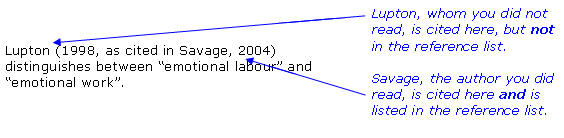 Lupton, whom you did not
read, is cited here, but not
in the reference list.
Lupton (1998, as cited in Savage, 2004)
distinguishes between “emotional labour” and
“emotional work”.
Savage, the author you did
read, is cited here and is
listed in the reference list.